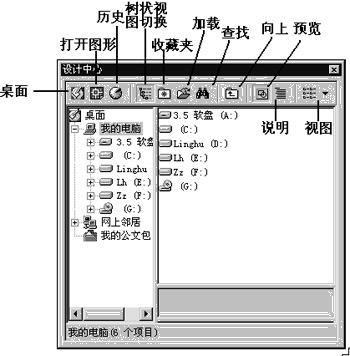 历史
树状视
图切换
加载
打开图形
收藏夹
查找
向上
预览
桌面
设计中心
说明
视图
桌面
我的电脑
3.5 软盘
(C:)
Linghu
Lh (E:)
Zz (F:)
(G:)
网上邻居
我的公文包
3.5 软盘 (A:)
(C:)
Linghu (D:)
Lh (E:)
Zz (F:)
(G:)
我的电脑(6 个项目)